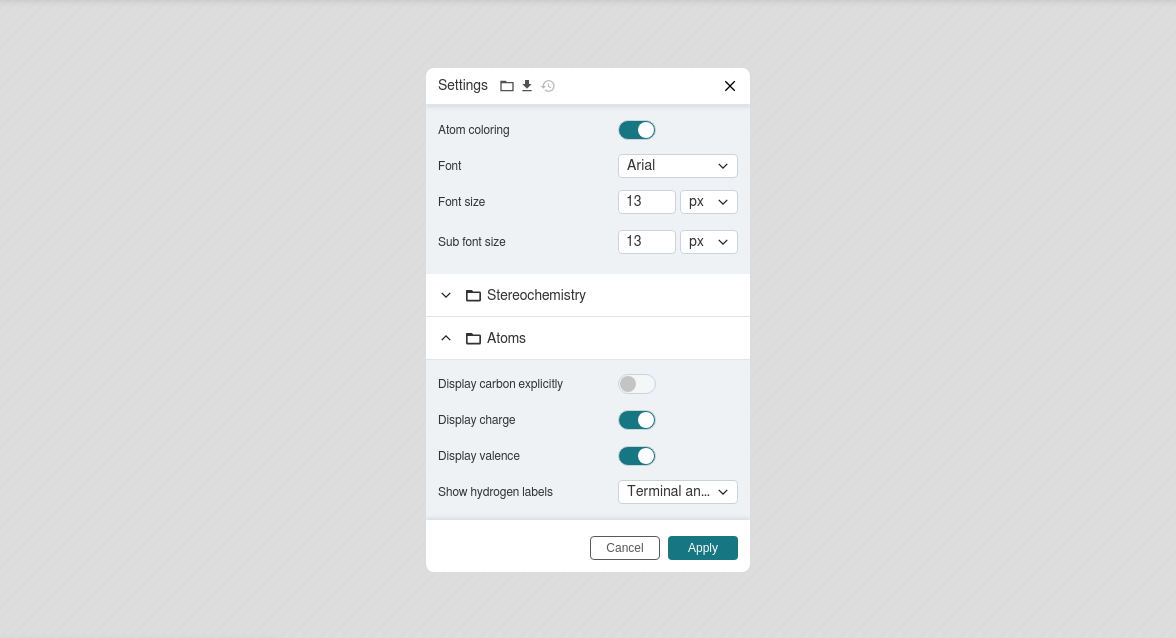 Settings
Atom coloring
Font Arial
Font size 13 px
Sub font size 13 px
Stereochemistry
Atoms
Display carbon explicitly
Display charge
Display valence
Show hydrogen labels Terminal an...
Cancel Apply